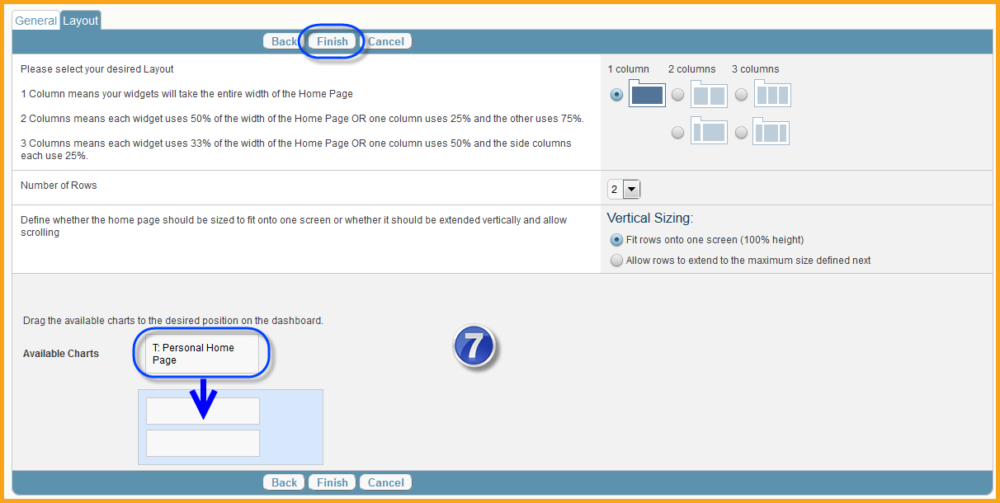 General Layout
Back Finish Cancel
Please select your desired Layout
1 column 2 columns 3 columns
1 Column means your widgets will take the entire width of the Home Page
2 Columns means each widget uses 50% of the width of the Home Page OR one column uses 25% and the other uses 75%.
3 Columns means each widget uses 33% of the width of the Home Page OR one column uses 50% and the side columns
each use 25%.
Number of Rows
2
Define whether the home page should be sized to fit onto one screen or whether it should be extended vertically and allow
scrolling
Vertical Sizing:
Fit rows onto one screen (100% height)
Allow rows to extend to the maximum size defined next
Drag the available charts to the desired position on the dashboard.
Available Charts
T: Personal Home
Page
7
Back Finish Cancel